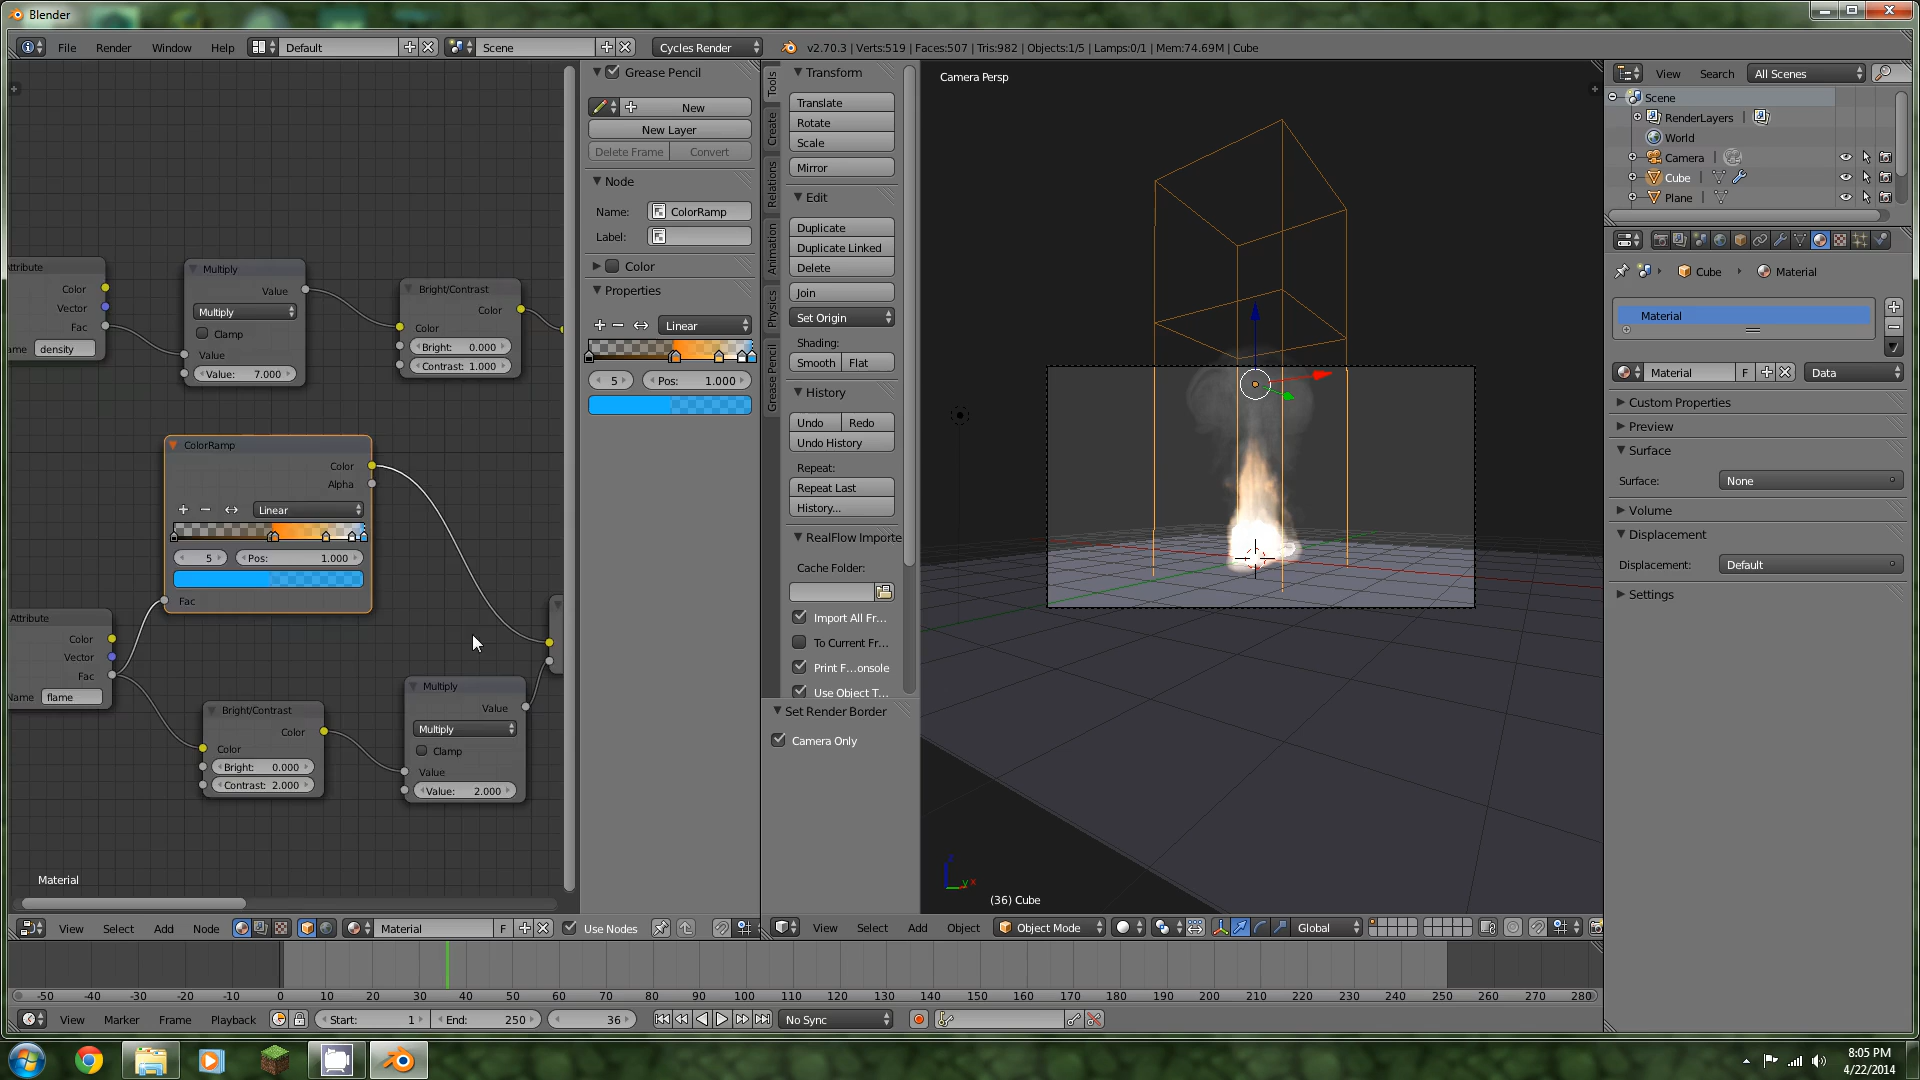 Blender
File Render Window Help Default Scene Cycles Render v2.70.3 | Verts:519 | Faces:507 | Tris:982 | Objects:1/5 | Lamps:0/1 | Mem:74.69M | Cube
Attribute
Color
Vector
Fac
ame density
Multiply
Value
Multiply
Clamp
Value
Value: 7.000
Bright/Contrast
Color
Color
Bright: 0.000
Contrast: 1.000
ColorRamp
Color
Alpha
Linear
5 Pos: 1.000
Fac
Attribute
Color
Vector
Fac
Name flame
Bright/Contrast
Color
Color
Bright: 0.000
Contrast: 2.000
Multiply
Value
Multiply
Clamp
Value
Value: 2.000
Material
View Select Add Node Material F Use Nodes
Grease Pencil
New
New Layer
Delete Frame Convert
Node
Name: ColorRamp
Label:
Color
Properties
Linear
5 Pos: 1.000
Tools
Create
Relations
Animation
Physics
Grease Pencil
Transform
Translate
Rotate
Scale
Mirror
Edit
Duplicate
Duplicate Linked
Delete
Join
Set Origin
Shading:
Smooth Flat
History
Undo Redo
Undo History
Repeat:
Repeat Last
History...
RealFlow Importe
Cache Folder:
Import All Fr...
To Current Fr...
Print F...onsole
Use Object T...
Set Render Border
Camera Only
Camera Persp
(36) Cube
View Select Add Object Object Mode Global
View Search All Scenes
Scene
RenderLayers
World
Camera
Cube
Plane
Cube Material
Material
Material F Data
Custom Properties
Preview
Surface
Surface: None
Volume
Displacement
Displacement: Default
Settings
-50 -40 -30 -20 -10 0 10 20 30 40 50 60 70 80 90 100 110 120 130 140 150 160 170 180 190 200 210 220 230 240 250 260 270 280
View Marker Frame Playback Start: 1 End: 250 36 No Sync
8:05 PM
4/22/2014